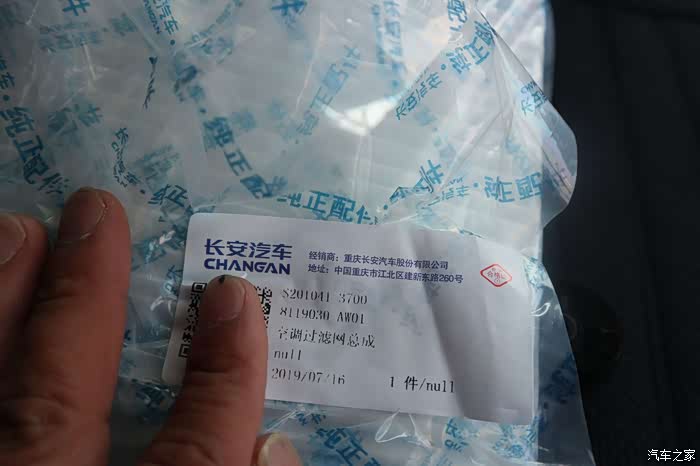 纯正配件
长安汽车
CHANGAN
经销商：重庆长安汽车股份有限公司
地址：中国重庆市江北区建新东路260号
S201041 3700
8119030 AW01
空调过滤网总成
null
2019/07/16 1 件/null
汽车之家